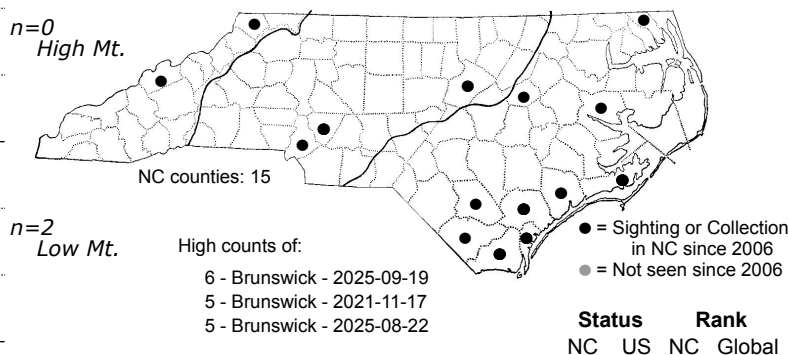 n=0
High Mt.
NC counties: 15
n=2
Low Mt.
High counts of:
6 - Brunswick - 2025-09-19
5 - Brunswick - 2021-11-17
5 - Brunswick - 2025-08-22
● = Sighting or Collection
in NC since 2006
● = Not seen since 2006
Status Rank
NC US NC Global